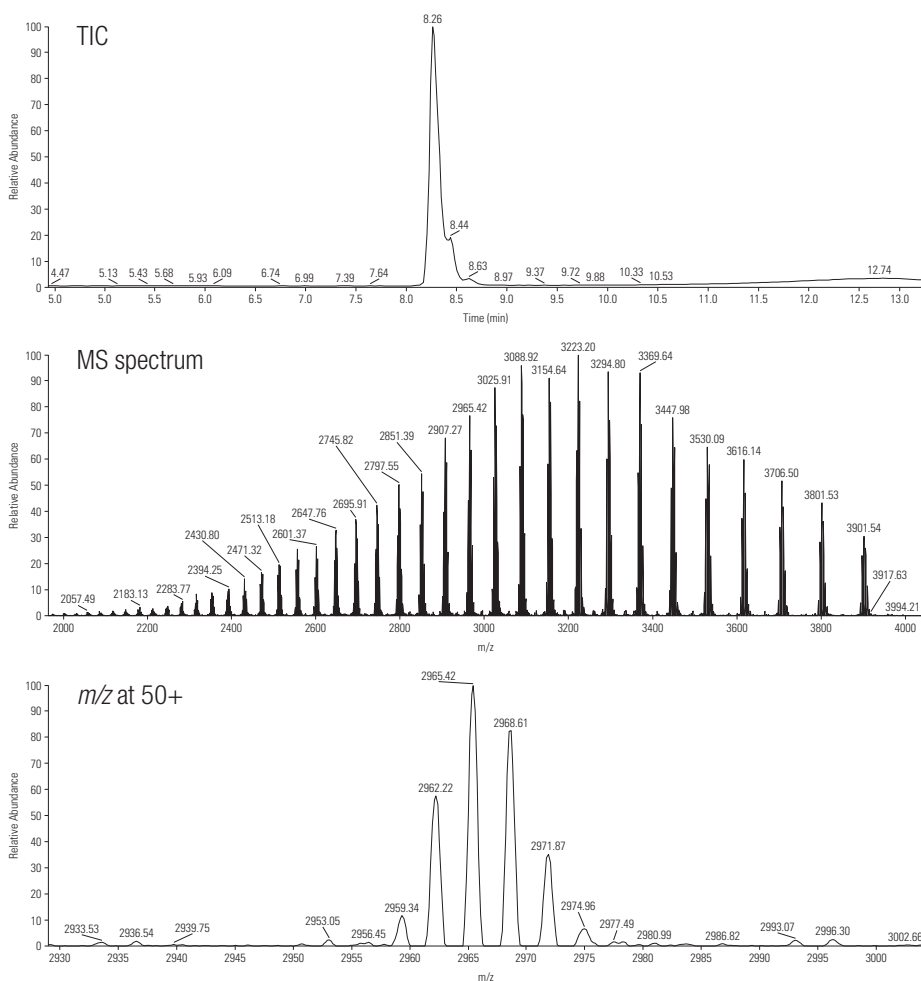 TIC
Relative Abundance
100
90
80
70
60
50
40
30
20
10
0
8.26
8.44
8.63
4.47 5.13 5.43 5.68 5.93 6.09 6.74 6.99 7.39 7.64 8.97 9.37 9.72 9.88 10.33 10.53 12.74
5.0 5.0 5.5 6.0 6.5 7.0 7.5 8.0 8.5 9.0 9.5 10.0 10.5 11.0 11.5 12.0 12.5 13.0
Time (min)
MS spectrum
Relative Abundance
100
90
80
70
60
50
40
30
20
10
0
2057.49 2183.13 2283.77 2394.25 2430.80 2471.32 2513.18 2601.37 2647.76 2695.91 2745.82 2797.55 2851.39 2907.27 2965.42 3025.91 3088.92 3154.64 3223.20 3294.80 3369.64 3447.98 3530.09 3616.14 3706.50 3801.53 3901.54 3917.63 3994.21
2000 2200 2400 2600 2800 3000 3200 3400 3600 3800 4000
m/z
m/z at 50+
Relative Abundance
100
90
80
70
60
50
40
30
20
10
0
2933.53 2936.54 2939.75 2953.05 2956.45 2959.34 2962.22 2965.42 2968.61 2971.87 2974.96 2977.49 2980.99 2986.82 2993.07 2996.30 3002.66
2930 2935 2940 2945 2950 2955 2960 2965 2970 2975 2980 2985 2990 2995 3000
m/z